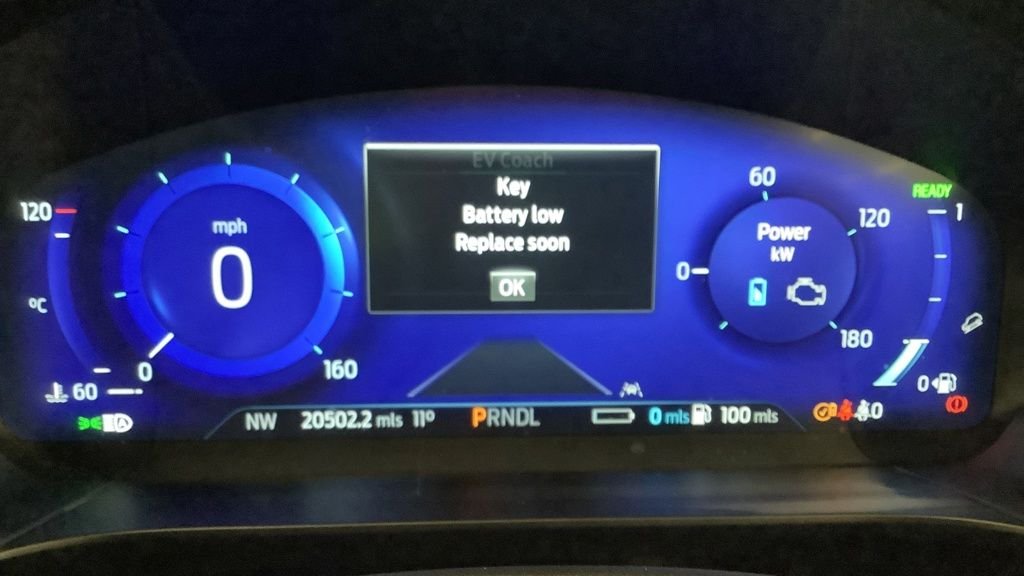 EV Coach
Key
Battery low
Replace soon
OK
120
°C
60
mph
0
0
160
60
120
Power
kW
0
180
READY
1
0
A
NW 20502.2 mls 11° PRNDL 0 mls 100 mls
0